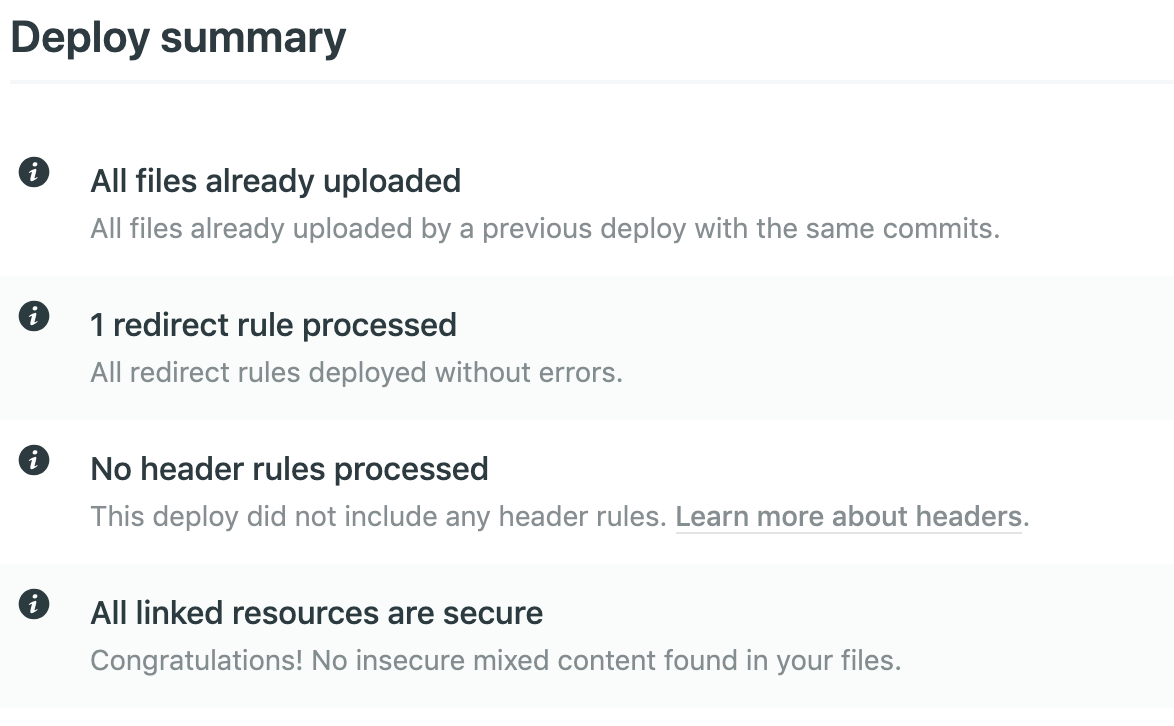 Deploy summary
All files already uploaded
All files already uploaded by a previous deploy with the same commits.
1 redirect rule processed
All redirect rules deployed without errors.
No header rules processed
This deploy did not include any header rules. Learn more about headers.
All linked resources are secure
Congratulations! No insecure mixed content found in your files.